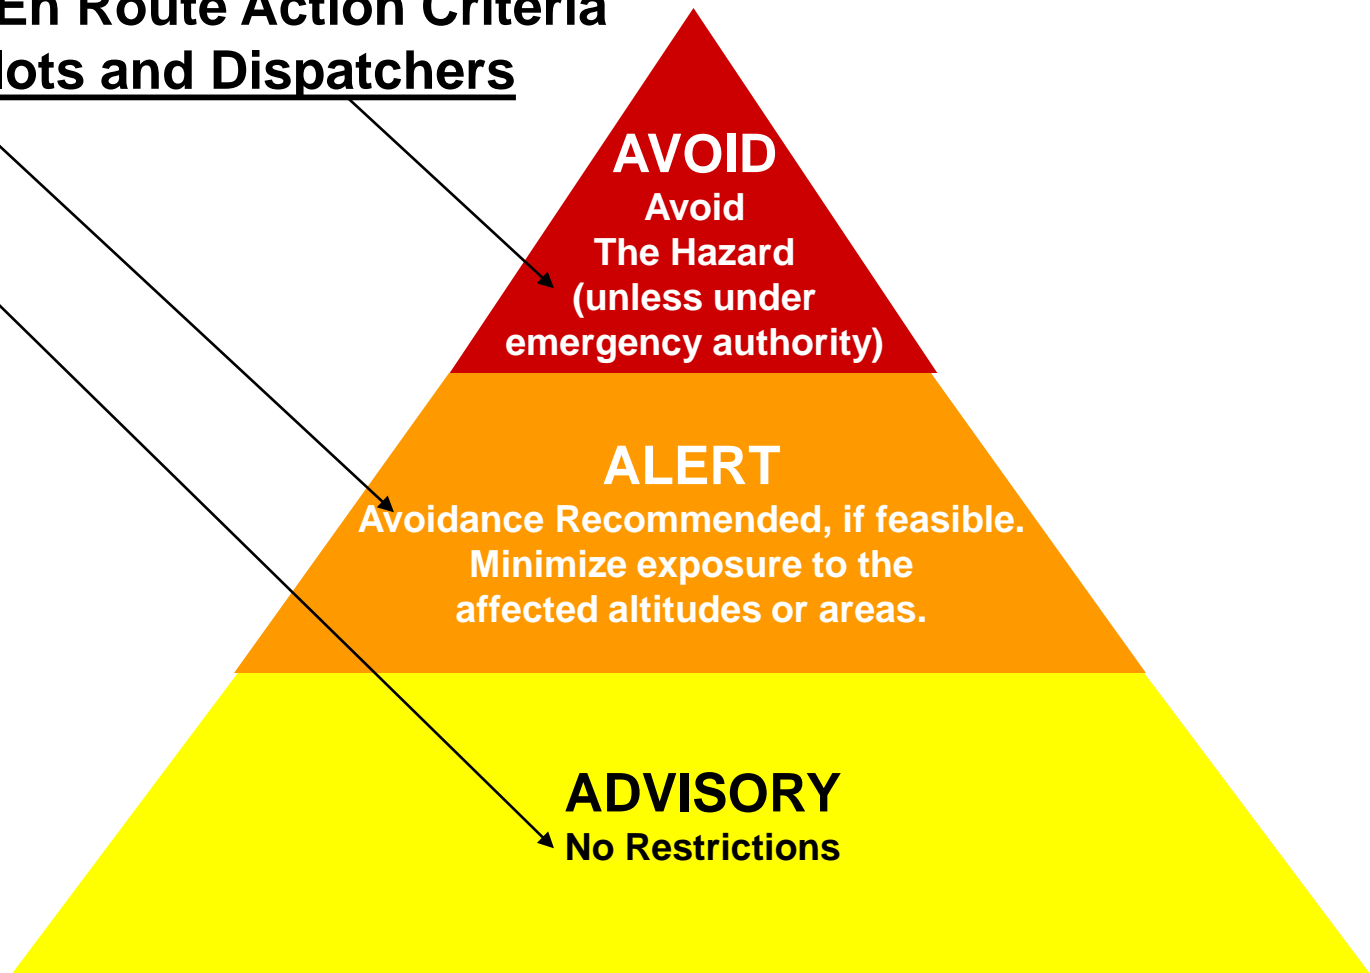 En Route Action Criteria
lots and Dispatchers
AVOID
Avoid
The Hazard
(unless under
emergency authority)
ALERT
Avoidance Recommended, if feasible.
Minimize exposure to the
affected altitudes or areas.
ADVISORY
No Restrictions